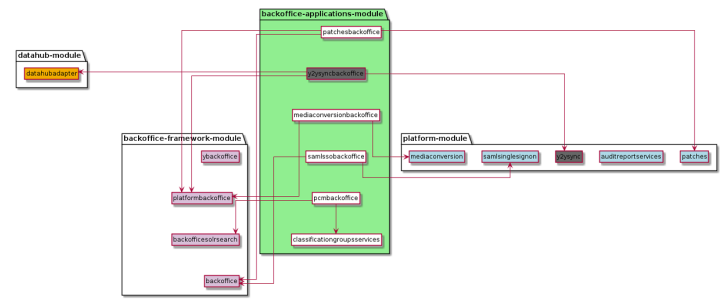 backoffice-applications-module
patchesbackoffice
datahub-module
datahubadapter
y2ysyncbackoffice
mediaconversionbackoffice
backoffice-framework-module
platform-module
ybackoffice
samlssobackoffice
mediaconversion
samlsinglesignon
y2ysync
auditreportservices
patches
platformbackoffice
pcmbackoffice
backofficesolrsearch
classificationgroupsservices
backoffice